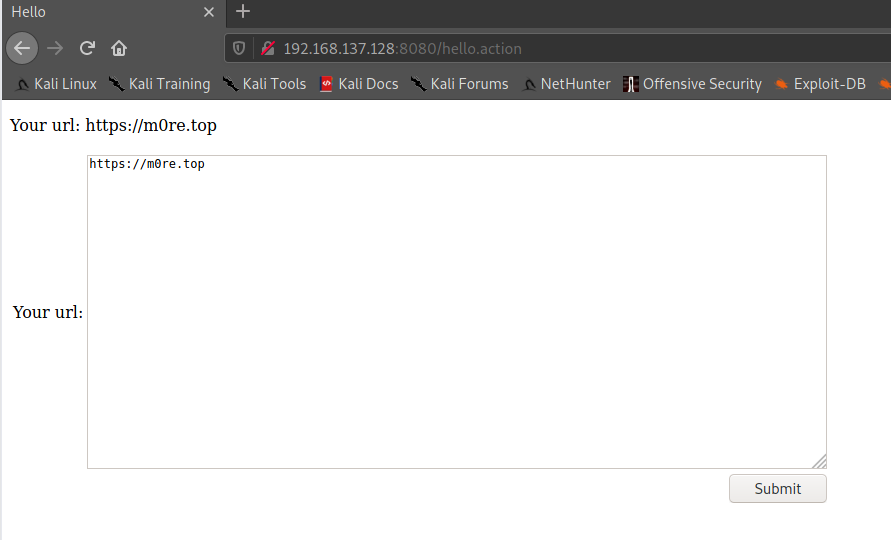 Hello
192.168.137.128:8080/hello.action
Kali Linux Kali Training Kali Tools Kali Docs Kali Forums NetHunter Offensive Security Exploit-DB
Your url: https://m0re.top
https://m0re.top
Your url:
Submit